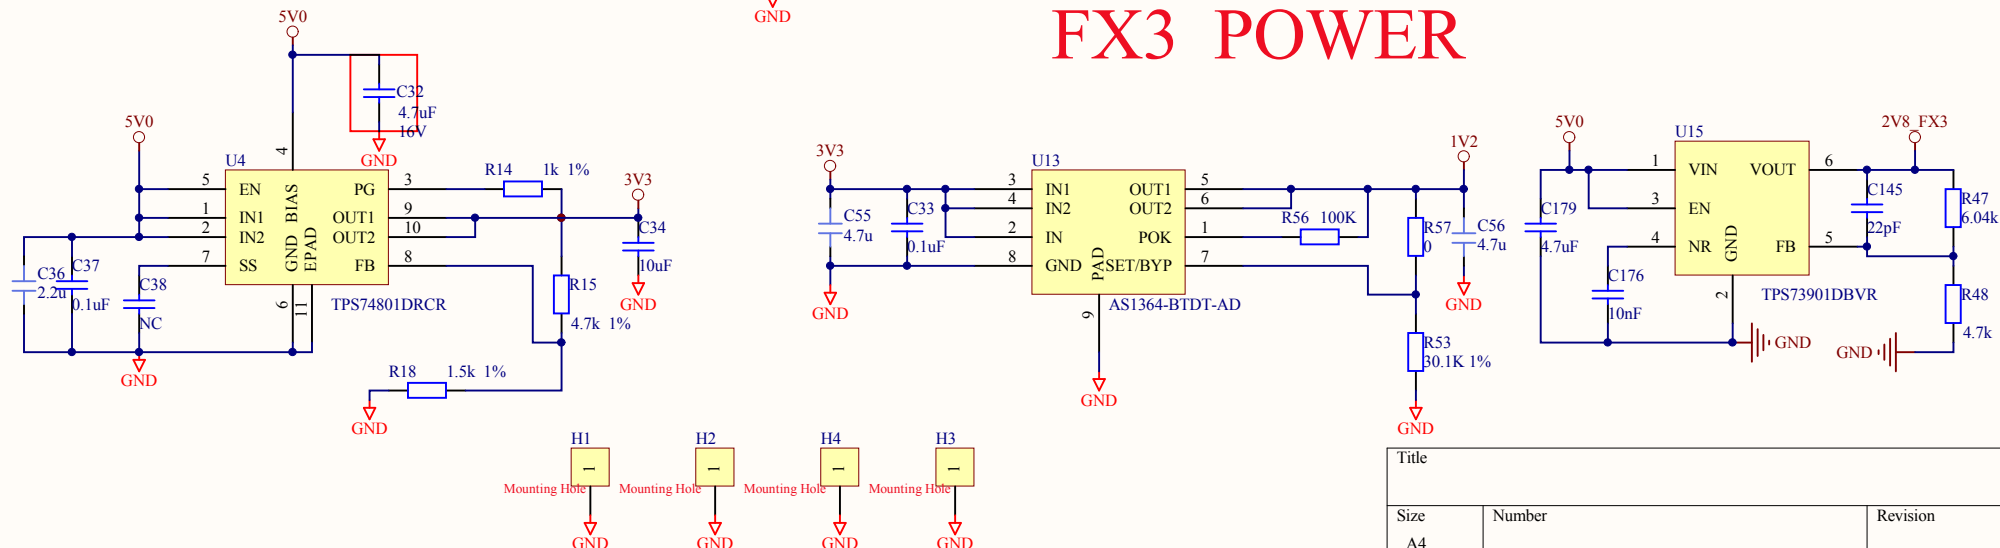 GND
FX3 POWER
5V0
C32
4.7uF
16V
GND
5V0
U4
4
5 EN
BIAS
PG 3
1 IN1
OUT1 9
2 IN2
OUT2 10
7 SS
GND
EPAD
FB 8
6
11
TPS74801DRCR
C36
2.2u
C37
0.1uF
C38
NC
GND
R14 1k 1%
3V3
C34
10uF
GND
R15
4.7k 1%
R18 1.5k 1%
GND
3V3
C55
4.7u
C33
0.1uF
GND
U13
3 IN1
OUT1 5
4 IN2
OUT2 6
2 IN
POK 1
8 GND
PAD
SET/BYP 7
9
AS1364-BTDT-AD
GND
R56 100K
R57
0
1V2
C56
4.7u
GND
R53
30.1K 1%
GND
5V0
C179
4.7uF
C176
10nF
U15
1 VIN
VOUT 6
3 EN
4 NR
GND
FB 5
2
TPS73901DBVR
GND
2V8_FX3
C145
22pF
R47
6.04k
R48
4.7k
GND
H1
1
Mounting Hole
GND
H2
1
Mounting Hole
GND
H4
1
Mounting Hole
GND
H3
1
Mounting Hole
GND
Title
Size
Number
Revision
A4